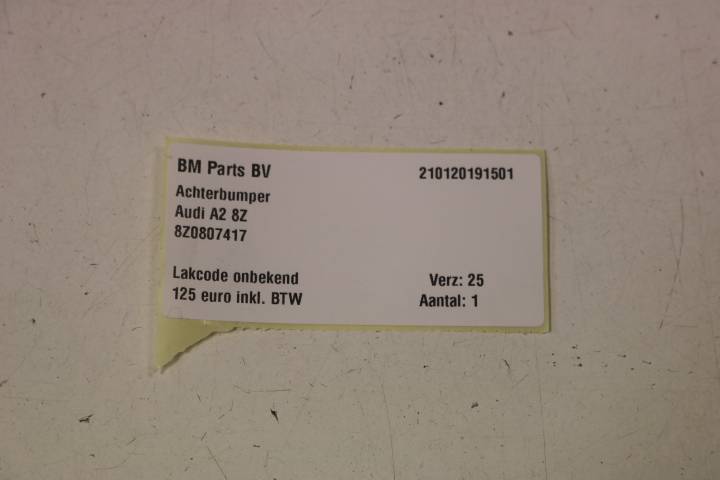 BM Parts BV 210120191501
Achterbumper
Audi A2 8Z
8Z0807417
Lakcode onbekend Verz: 25
125 euro inkl. BTW Aantal: 1